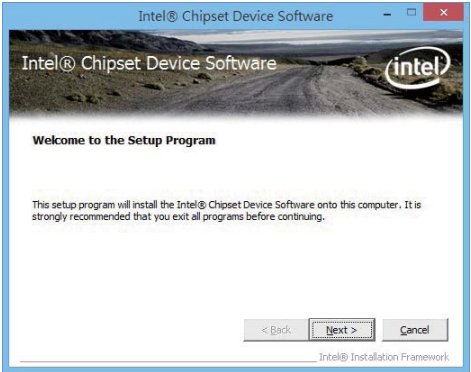 Intel® Chipset Device Software
Intel® Chipset Device Software
intel
Welcome to the Setup Program
This setup program will install the Intel® Chipset Device Software onto this computer. It is
strongly recommended that you exit all programs before continuing.
< Back Next > Cancel
Intel® Installation Framework